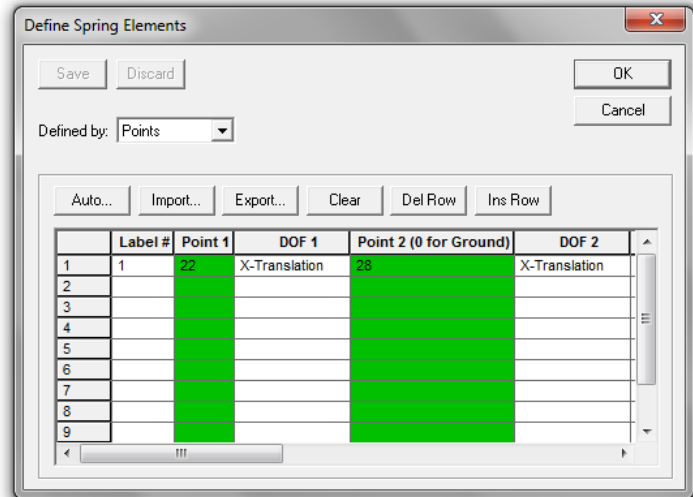 Define Spring Elements
Save Discard OK
Cancel
Defined by: Points
Auto... Import... Export... Clear Del Row Ins Row
Label # Point 1 DOF 1 Point 2 (0 for Ground) DOF 2
1 1 22 X-Translation 28 X-Translation
2
3
4
5
6
7
8
9